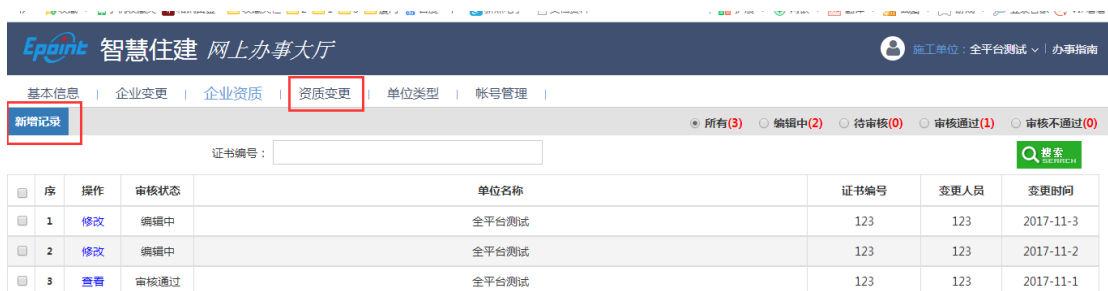 Epoint 智慧住建 网上办事大厅
施工单位：全平台测试 | 办事指南
基本信息 | 企业变更 | 企业资质 | 资质变更 | 单位类型 | 帐号管理 |
新增记录 所有(3) 编辑中(2) 待审核(0) 审核通过(1) 审核不通过(0)
证书编号： 搜索 SEARCH
序 操作 审核状态 单位名称 证书编号 变更人员 变更时间
1 修改 编辑中 全平台测试 123 123 2017-11-3
2 修改 编辑中 全平台测试 123 123 2017-11-2
3 查看 审核通过 全平台测试 123 123 2017-11-1